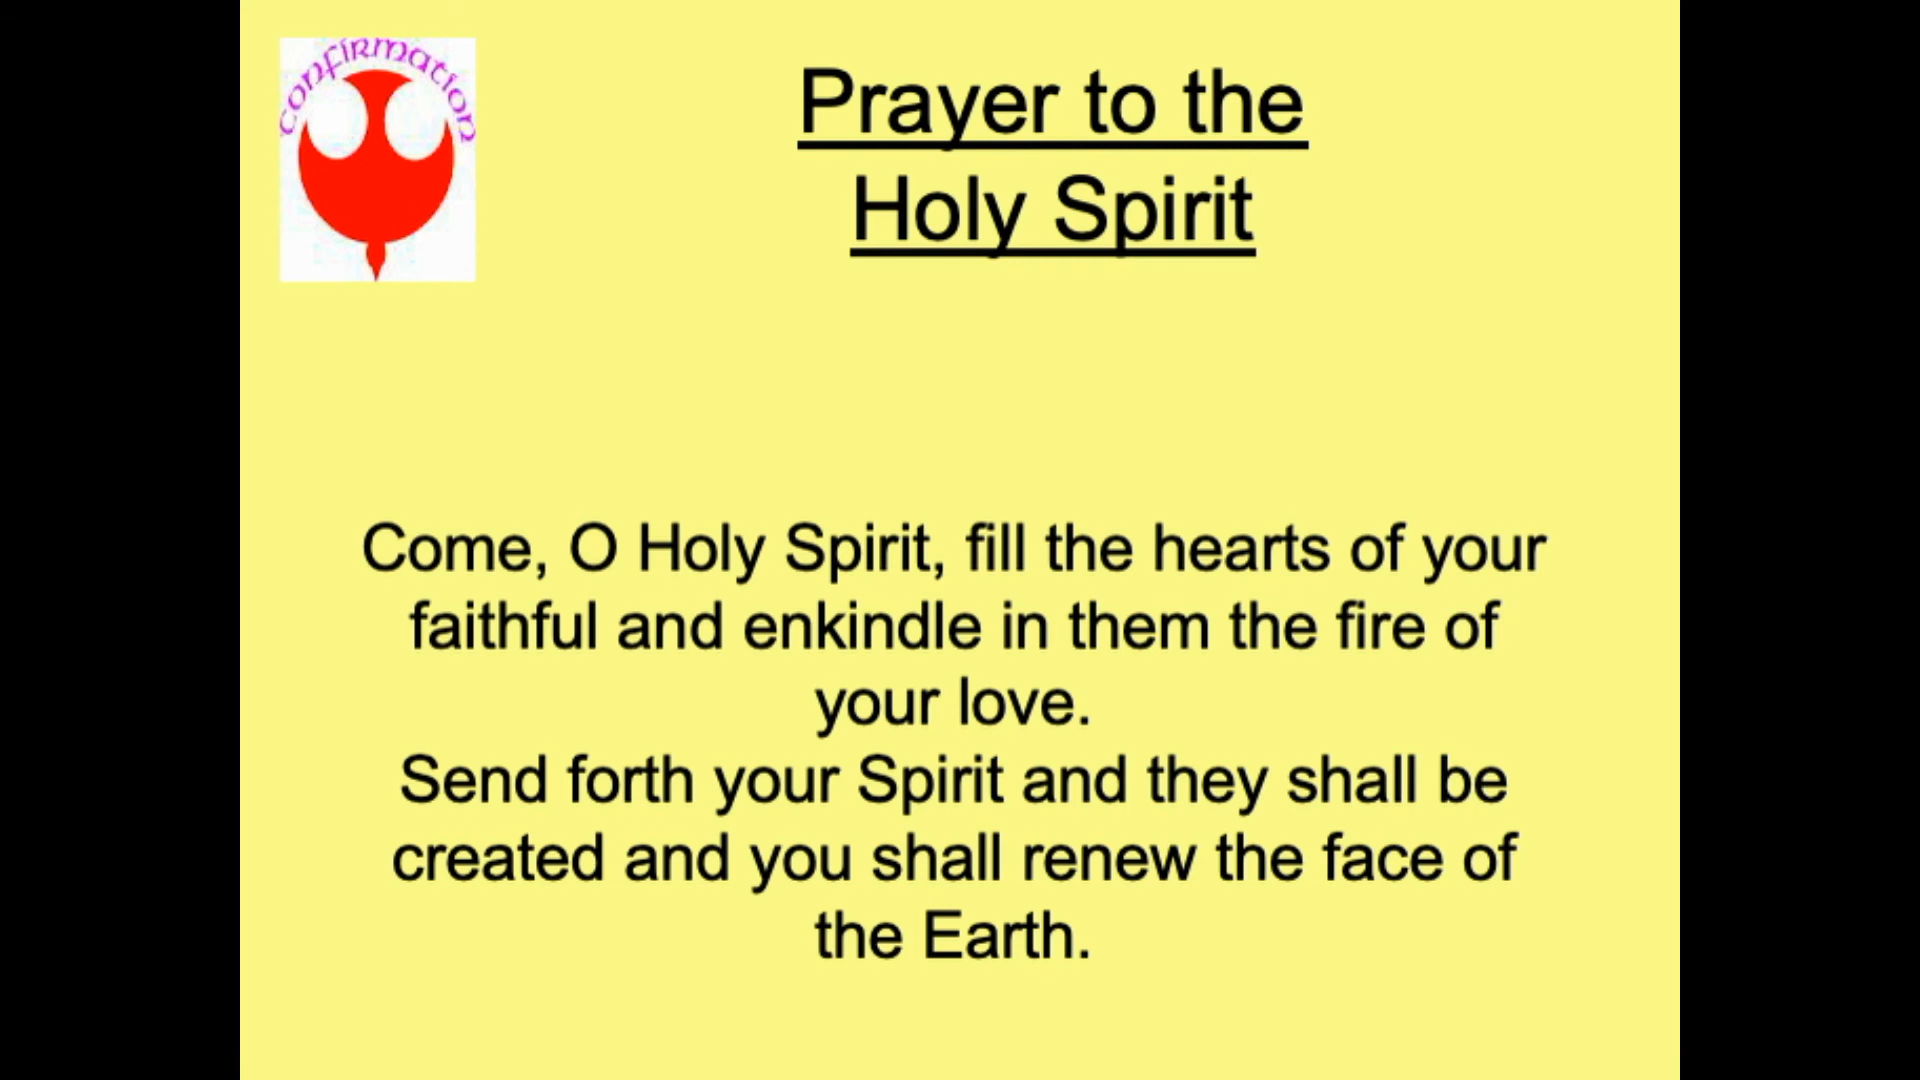 confirmation
Prayer to the
Holy Spirit
Come, O Holy Spirit, fill the hearts of your
faithful and enkindle in them the fire of
your love.
Send forth your Spirit and they shall be
created and you shall renew the face of
the Earth.